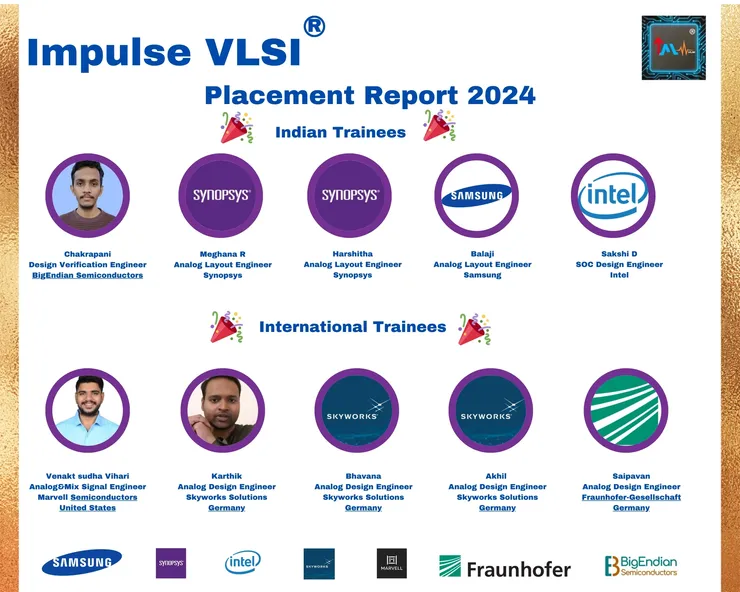 Impulse VLSI®
Placement Report 2024
Indian Trainees
SYNOPSYS®
SYNOPSYS®
SAMSUNG
intel
Chakrapani
Design Verification Engineer
BigEndian Semiconductors
Meghana R
Analog Layout Engineer
Synopsys
Harshitha
Analog Layout Engineer
Synopsys
Balaji
Analog Layout Engineer
Samsung
Sakshi D
SOC Design Engineer
Intel
International Trainees
SKYWORKS
SKYWORKS
Venakt sudha Vihari
Analog&Mix Signal Engineer
Marvell Semiconductors
United States
Karthik
Analog Design Engineer
Skyworks Solutions
Germany
Bhavana
Analog Design Engineer
Skyworks Solutions
Germany
Akhil
Analog Design Engineer
Skyworks Solutions
Germany
Saipavan
Analog Design Engineer
Fraunhofer-Gesellschaft
Germany
SAMSUNG
SYNOPSYS
intel
SKYWORKS
MARVELL
Fraunhofer
BigEndian
Semiconductors